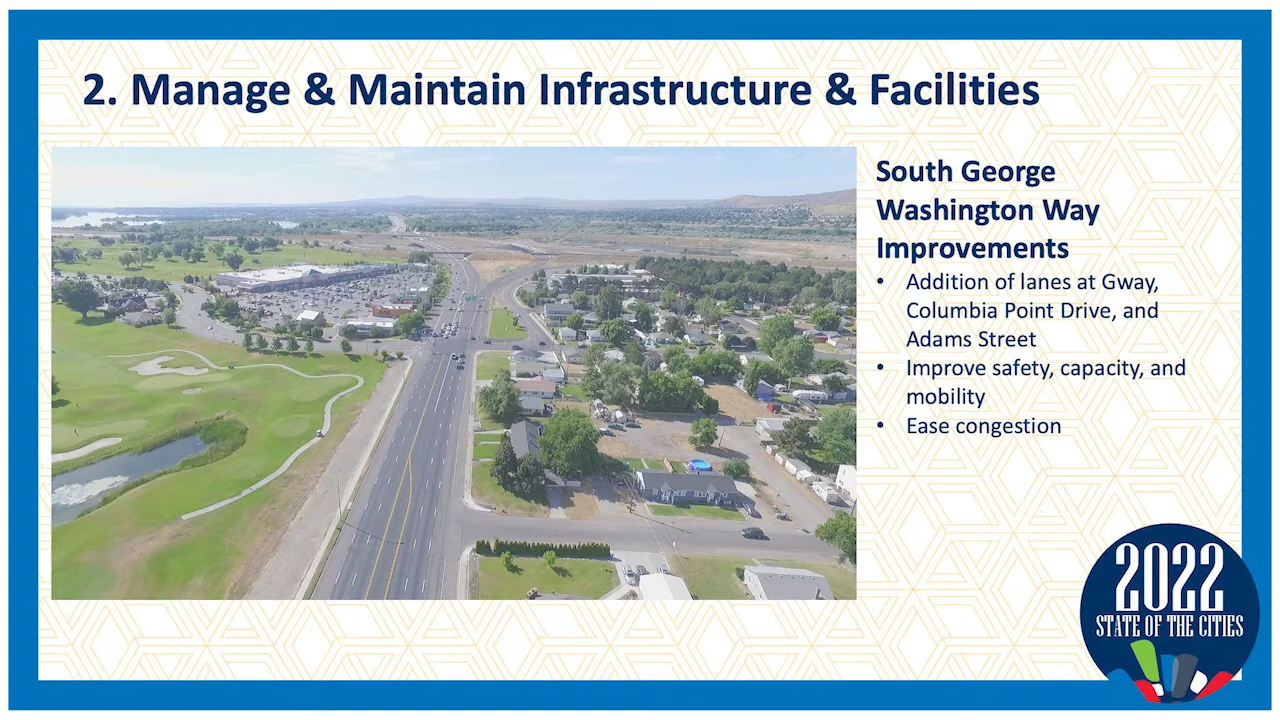 2. Manage & Maintain Infrastructure & Facilities
South George
Washington Way
Improvements
• Addition of lanes at Gway,
Columbia Point Drive, and
Adams Street
• Improve safety, capacity, and
mobility
• Ease congestion
2022
STATE OF THE CITIES